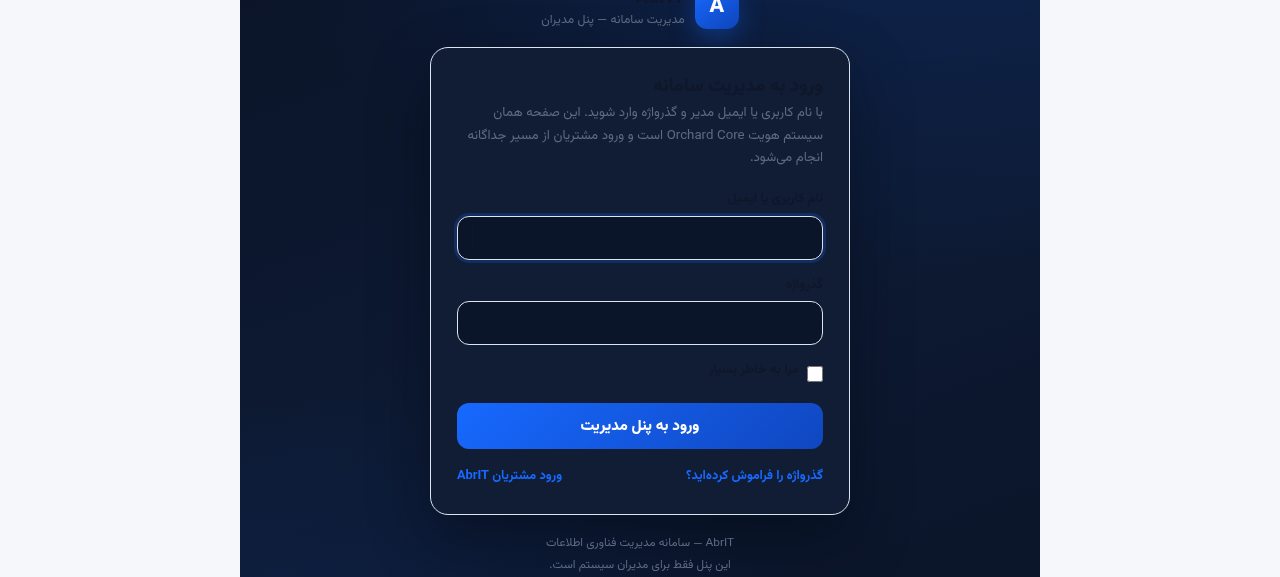 A
مدیریت سامانه — پنل مدیران
ورود به مدیریت سامانه
با نام کاربری یا ایمیل مدیر و گذرواژه وارد شوید. این صفحه همان
سیستم هویت Orchard Core است و ورود مشتریان از مسیر جداگانه
انجام می‌شود.
نام کاربری یا ایمیل
گذرواژه
مرا به خاطر بسپار
ورود به پنل مدیریت
گذرواژه را فراموش کرده‌اید؟
ورود مشتریان AbrIT
AbrIT — سامانه مدیریت فناوری اطلاعات
این پنل فقط برای مدیران سیستم است.